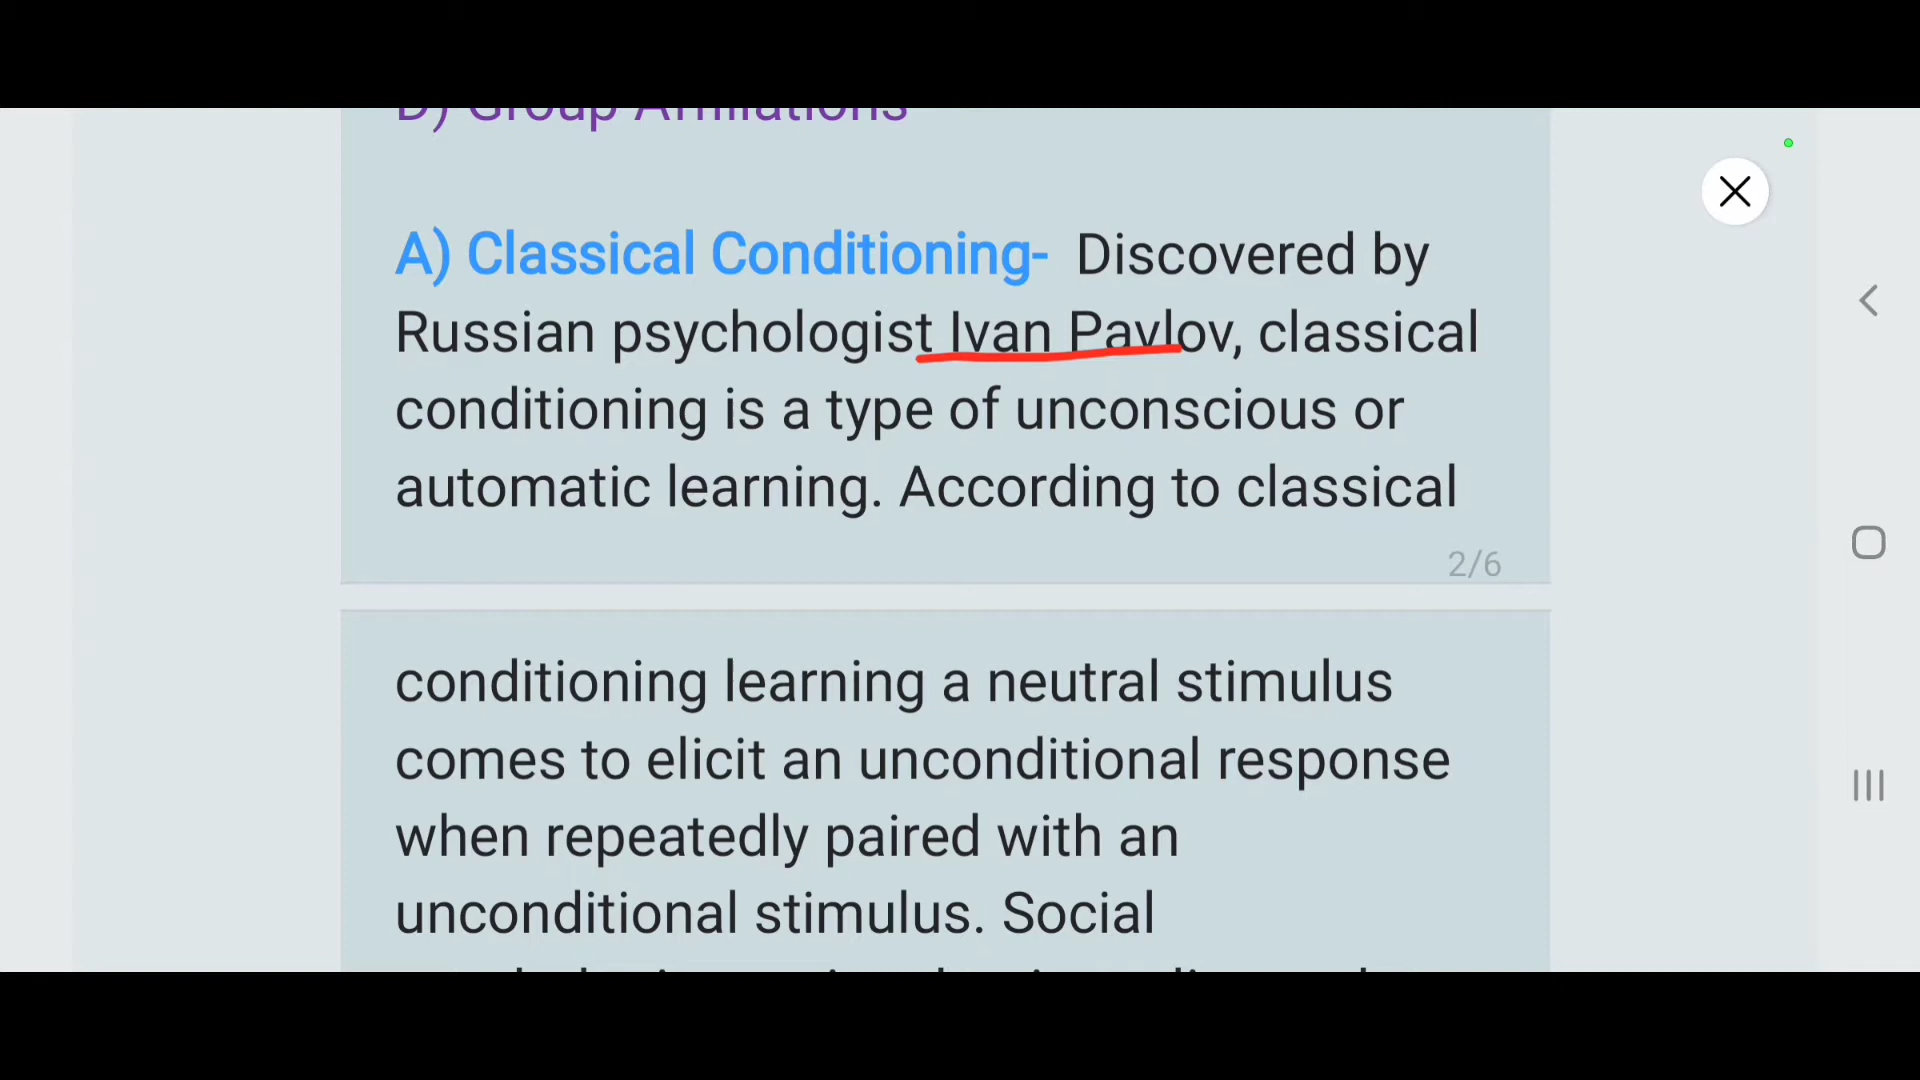 D) Group Affiliations
A) Classical Conditioning- Discovered by
Russian psychologist Ivan Pavlov, classical
conditioning is a type of unconscious or
automatic learning. According to classical
2/6
conditioning learning a neutral stimulus
comes to elicit an unconditional response
when repeatedly paired with an
unconditional stimulus. Social